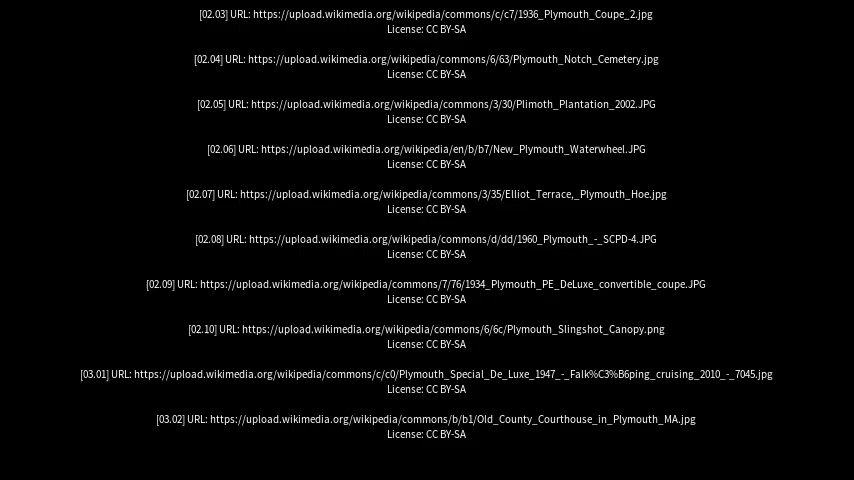 [02.03] URL: https://upload.wikimedia.org/wikipedia/commons/c/c7/1936_Plymouth_Coupe_2.jpg
License: CC BY-SA
[02.04] URL: https://upload.wikimedia.org/wikipedia/commons/6/63/Plymouth_Notch_Cemetery.jpg
License: CC BY-SA
[02.05] URL: https://upload.wikimedia.org/wikipedia/commons/3/30/Plimoth_Plantation_2002.JPG
License: CC BY-SA
[02.06] URL: https://upload.wikimedia.org/wikipedia/en/b/b7/New_Plymouth_Waterwheel.JPG
License: CC BY-SA
[02.07] URL: https://upload.wikimedia.org/wikipedia/commons/3/35/Elliot_Terrace,_Plymouth_Hoe.jpg
License: CC BY-SA
[02.08] URL: https://upload.wikimedia.org/wikipedia/commons/d/dd/1960_Plymouth_-_SCPD-4.JPG
License: CC BY-SA
[02.09] URL: https://upload.wikimedia.org/wikipedia/commons/7/76/1934_Plymouth_PE_DeLuxe_convertible_coupe.JPG
License: CC BY-SA
[02.10] URL: https://upload.wikimedia.org/wikipedia/commons/6/6c/Plymouth_Slingshot_Canopy.png
License: CC BY-SA
[03.01] URL: https://upload.wikimedia.org/wikipedia/commons/c/c0/Plymouth_Special_De_Luxe_1947_-_Falk%C3%B6ping_cruising_2010_-_7045.jpg
License: CC BY-SA
[03.02] URL: https://upload.wikimedia.org/wikipedia/commons/b/b1/Old_County_Courthouse_in_Plymouth_MA.jpg
License: CC BY-SA